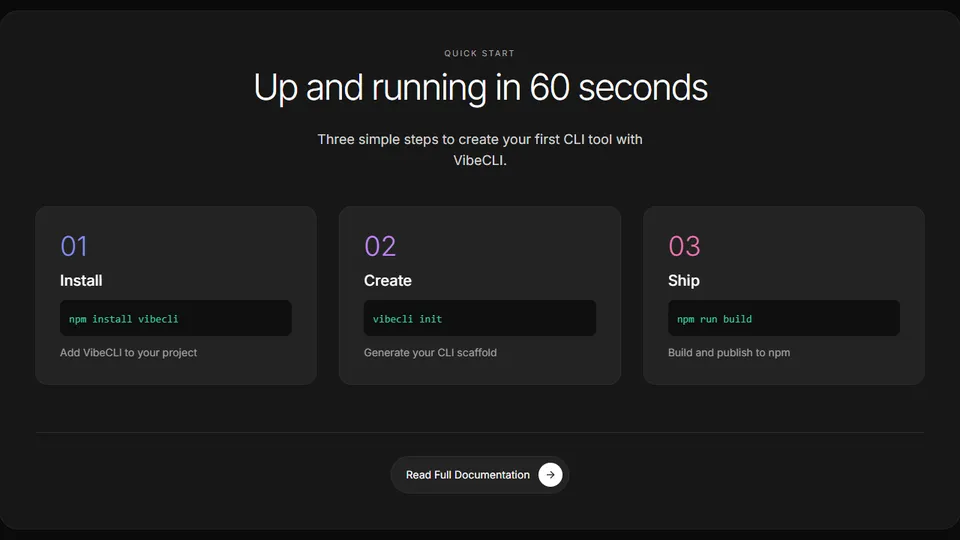 QUICK START
Up and running in 60 seconds
Three simple steps to create your first CLI tool with
VibeCLI.
01
Install
npm install vibecli
Add VibeCLI to your project
02
Create
vibecli init
Generate your CLI scaffold
03
Ship
npm run build
Build and publish to npm
Read Full Documentation